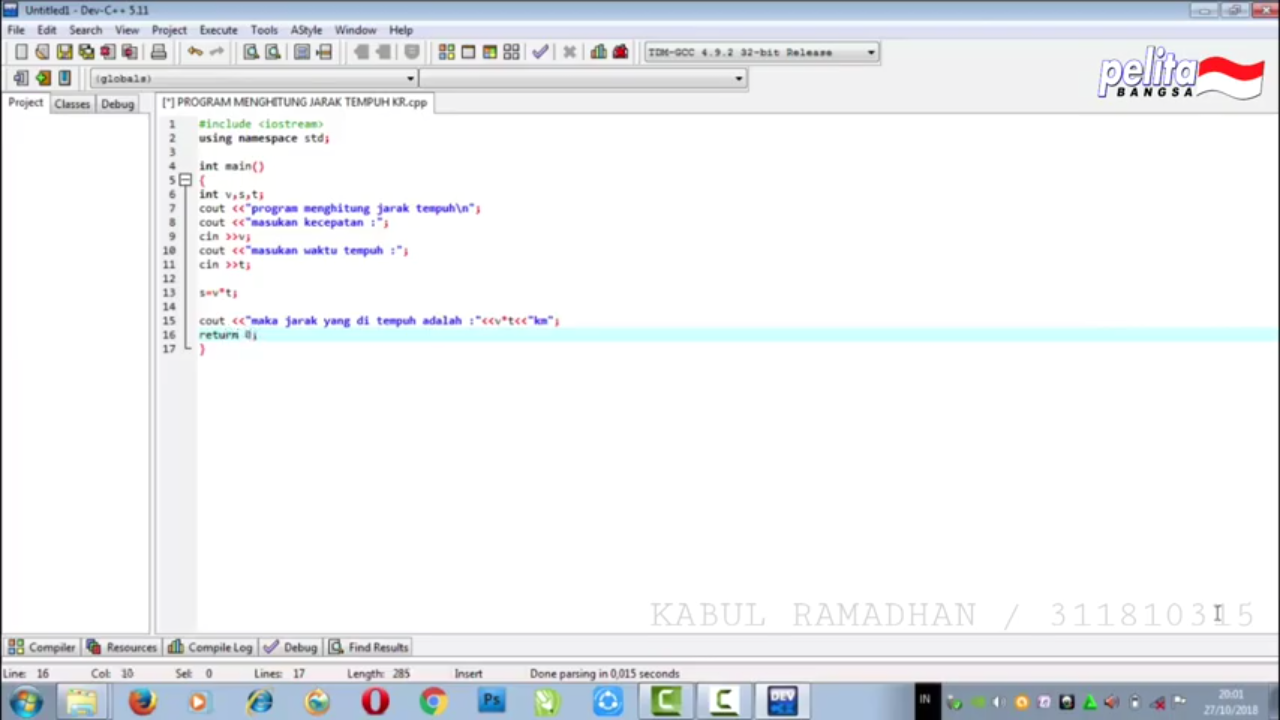 Untitled1 - Dev-C++ 5.11
File Edit Search View Project Execute Tools AStyle Window Help
TDM-GCC 4.9.2 32-bit Release
pelita
BANGSA
(globals)
Project Classes Debug
[*] PROGRAM MENGHITUNG JARAK TEMPUH KR.cpp
1 #include <iostream>
2 using namespace std;
3
4 int main()
5 {
6 int v,s,t;
7 cout <<"program menghitung jarak tempuh\n";
8 cout <<"masukan kecepatan :";
9 cin >>v;
10 cout <<"masukan waktu tempuh :";
11 cin >>t;
12
13 s=v*t;
14
15 cout <<"maka jarak yang di tempuh adalah :"<<v*t<<"km";
16 return 0;
17 }
KABUL RAMADHAN / 311810315
Compiler Resources Compile Log Debug Find Results
Line: 16 Col: 10 Sel: 0 Lines: 17 Length: 285 Insert Done parsing in 0,015 seconds
Ps
DEV
IN
20:01
27/10/2018